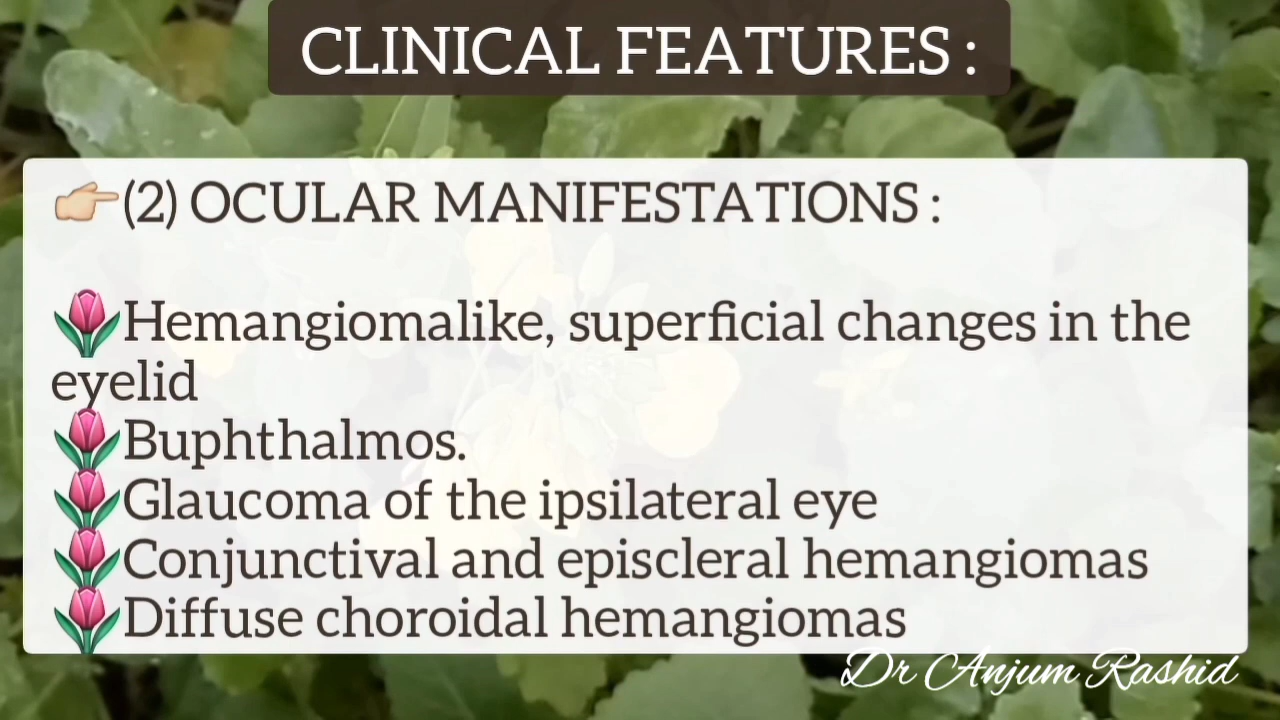 CLINICAL FEATURES :
👉(2) OCULAR MANIFESTATIONS :
🌷Hemangiomalike, superficial changes in the
eyelid
🌷Buphthalmos.
🌷Glaucoma of the ipsilateral eye
🌷Conjunctival and episcleral hemangiomas
🌷Diffuse choroidal hemangiomas
Dr Anjum Rashid